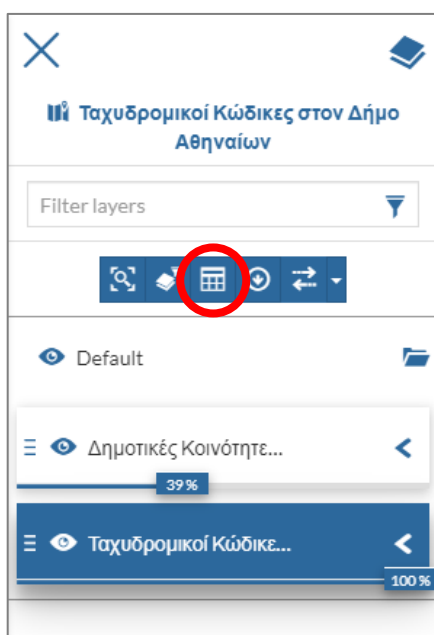 Ταχυδρομικοί Κώδικες στον Δήμο
Αθηναίων
Filter layers
Default
Δημοτικές Κοινότητε...
39 %
Ταχυδρομικοί Κώδικε...
100 %